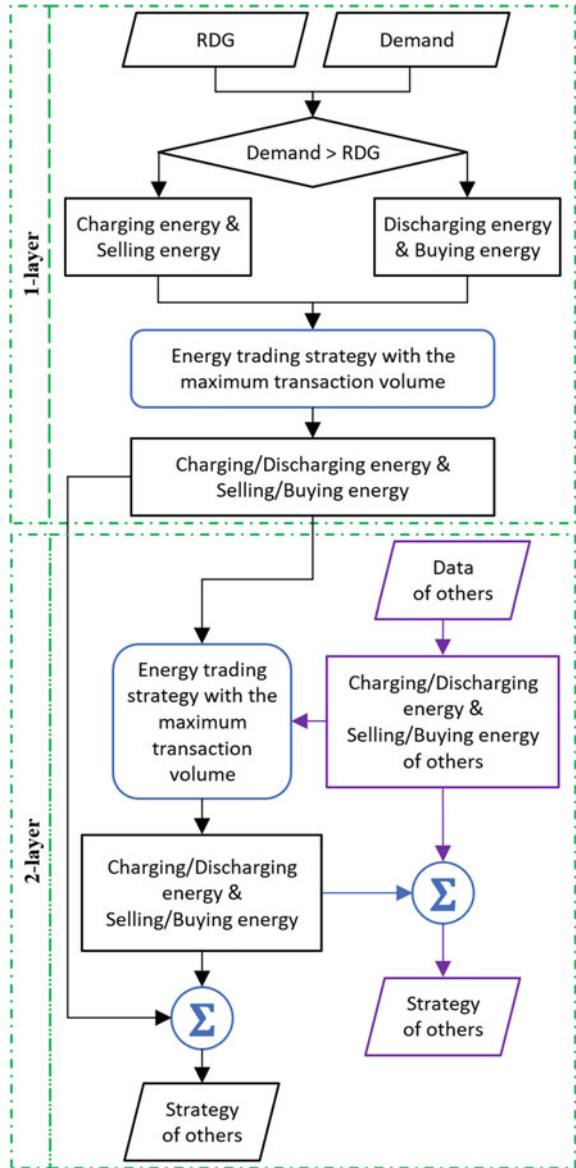 RDG
Demand
Demand > RDG
Charging energy &
Selling energy
Discharging energy
& Buying energy
1-layer
Energy trading strategy with the
maximum transaction volume
Charging/Discharging energy &
Selling/Buying energy
Data
of others
Energy trading
strategy with the
maximum
transaction
volume
Charging/Discharging
energy &
Selling/Buying energy
of others
2-layer
Charging/Discharging
energy &
Selling/Buying energy
Σ
Σ
Strategy
of others
Strategy
of others